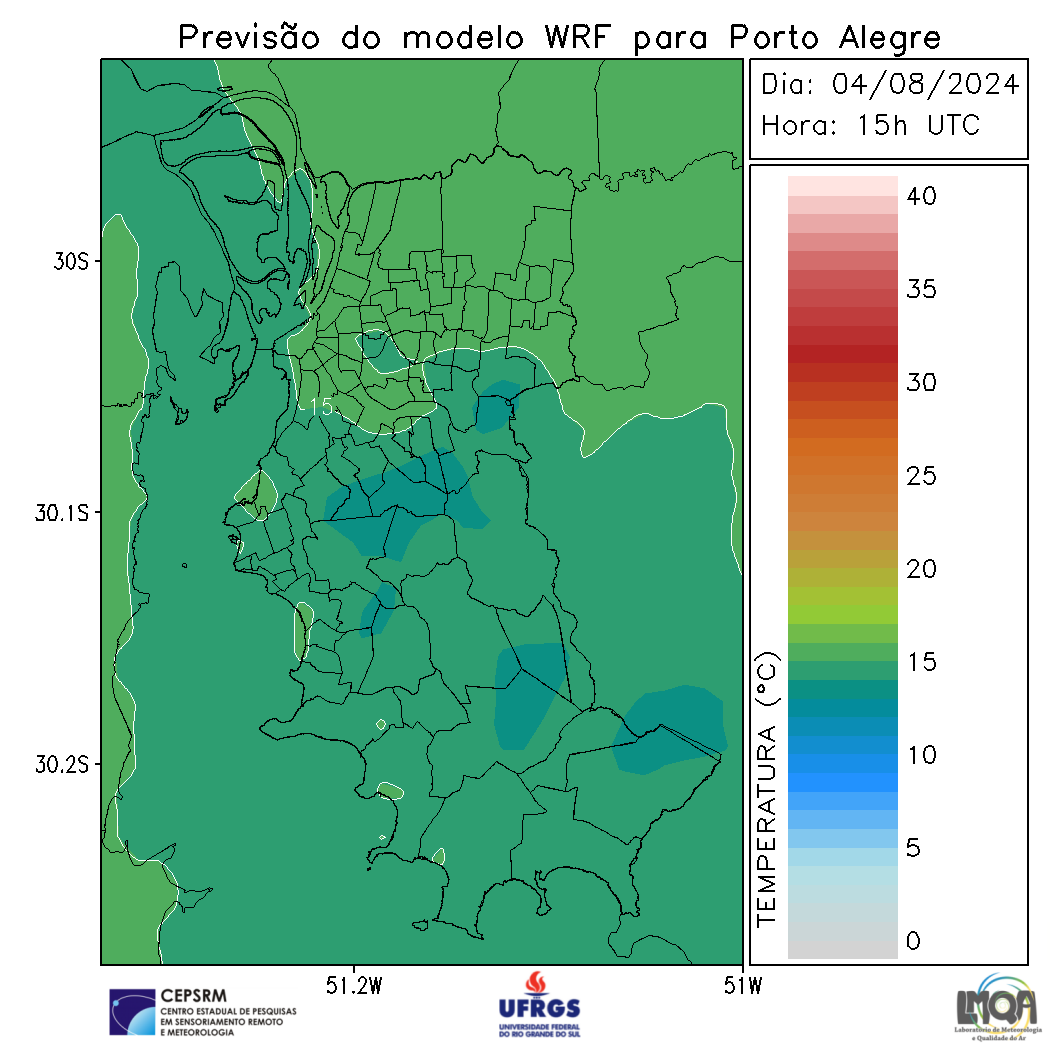 Previsão do modelo WRF para Porto Alegre
Dia: 04/08/2024
Hora: 15h UTC
30S
30.1S
30.2S
51.2W
51W
15
TEMPERATURA (°C)
40
35
30
25
20
15
10
5
0
CEPSRM
CENTRO ESTADUAL DE PESQUISAS
EM SENSORIAMENTO REMOTO
E METEOROLOGIA
UFRGS
UNIVERSIDADE FEDERAL
DO RIO GRANDE DO SUL
LMQA
Laboratório de Meteorologia
e Qualidade do Ar